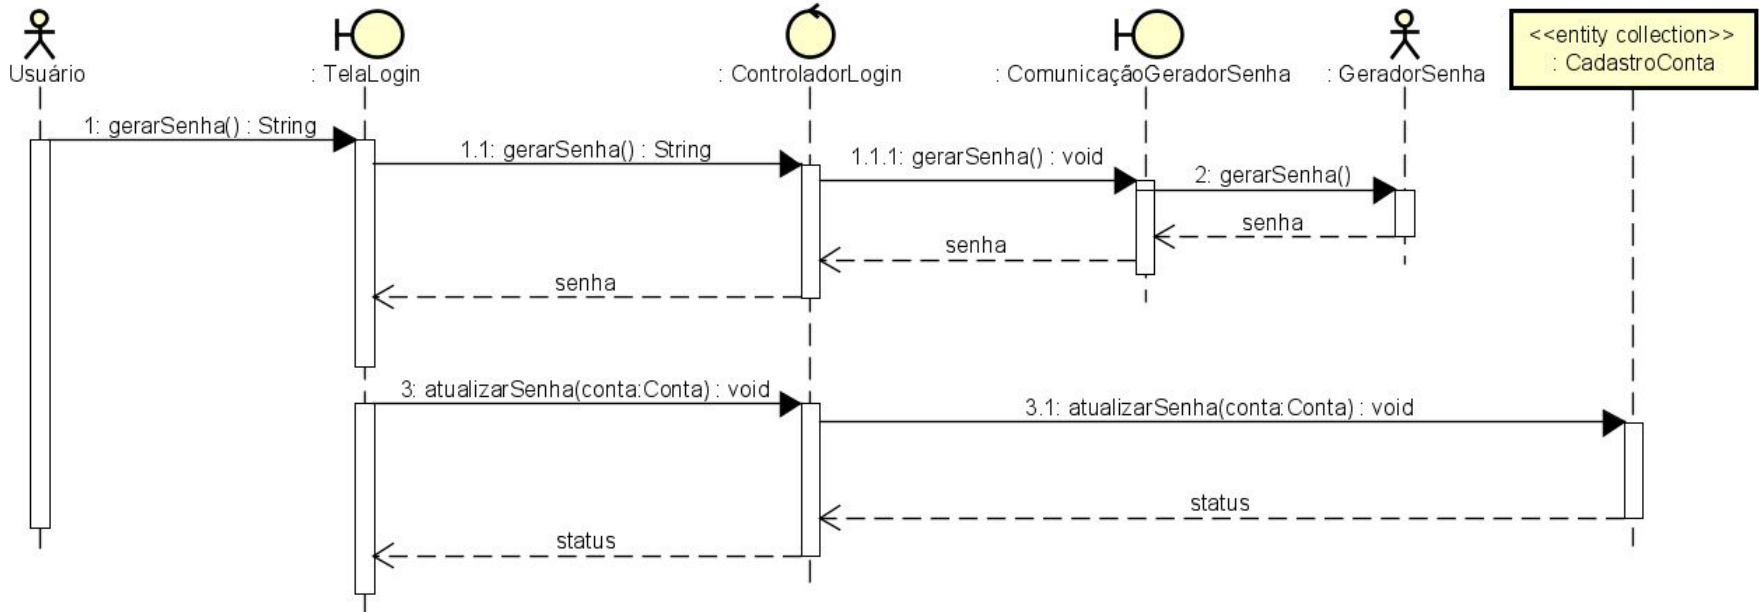 Usuário
: TelaLogin
: ControladorLogin
: ComunicaçãoGeradorSenha
: GeradorSenha
<<entity collection>>
: CadastroConta
1: gerarSenha() : String
1.1: gerarSenha() : String
1.1.1: gerarSenha() : void
2: gerarSenha()
senha
senha
senha
3: atualizarSenha(conta:Conta) : void
3.1: atualizarSenha(conta:Conta) : void
status
status